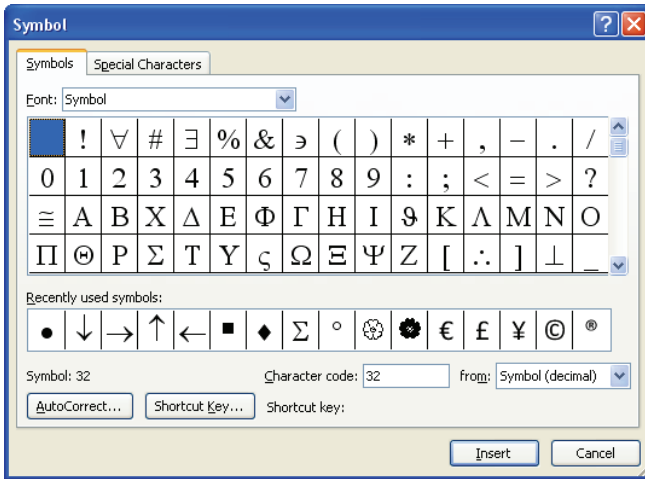 Symbol
Symbols Special Characters
Font: Symbol
! ∀ # ∃ % & ∍ ( ) ∗ + , − . /
0 1 2 3 4 5 6 7 8 9 : ; < = > ?
≅ Α Β Χ Δ Ε Φ Γ Η Ι ϑ Κ Λ Μ Ν Ο
Π Θ Ρ Σ Τ Υ ς Ω Ξ Ψ Ζ [ ∴ ] ⊥ _
Recently used symbols:
● ↓ → ↑ ← ■ ♦ Σ ° € £ ¥ © ®
Symbol: 32 Character code: 32 from: Symbol (decimal)
AutoCorrect... Shortcut Key... Shortcut key:
Insert Cancel